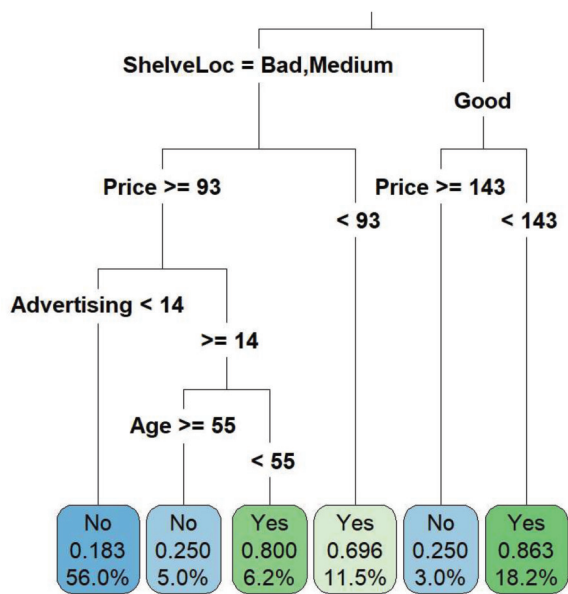 ShelveLoc = Bad,Medium
Good
Price >= 93
< 93
Price >= 143
< 143
Advertising < 14
>= 14
Age >= 55
< 55
No
0.183
56.0%
No
0.250
5.0%
Yes
0.800
6.2%
Yes
0.696
11.5%
No
0.250
3.0%
Yes
0.863
18.2%